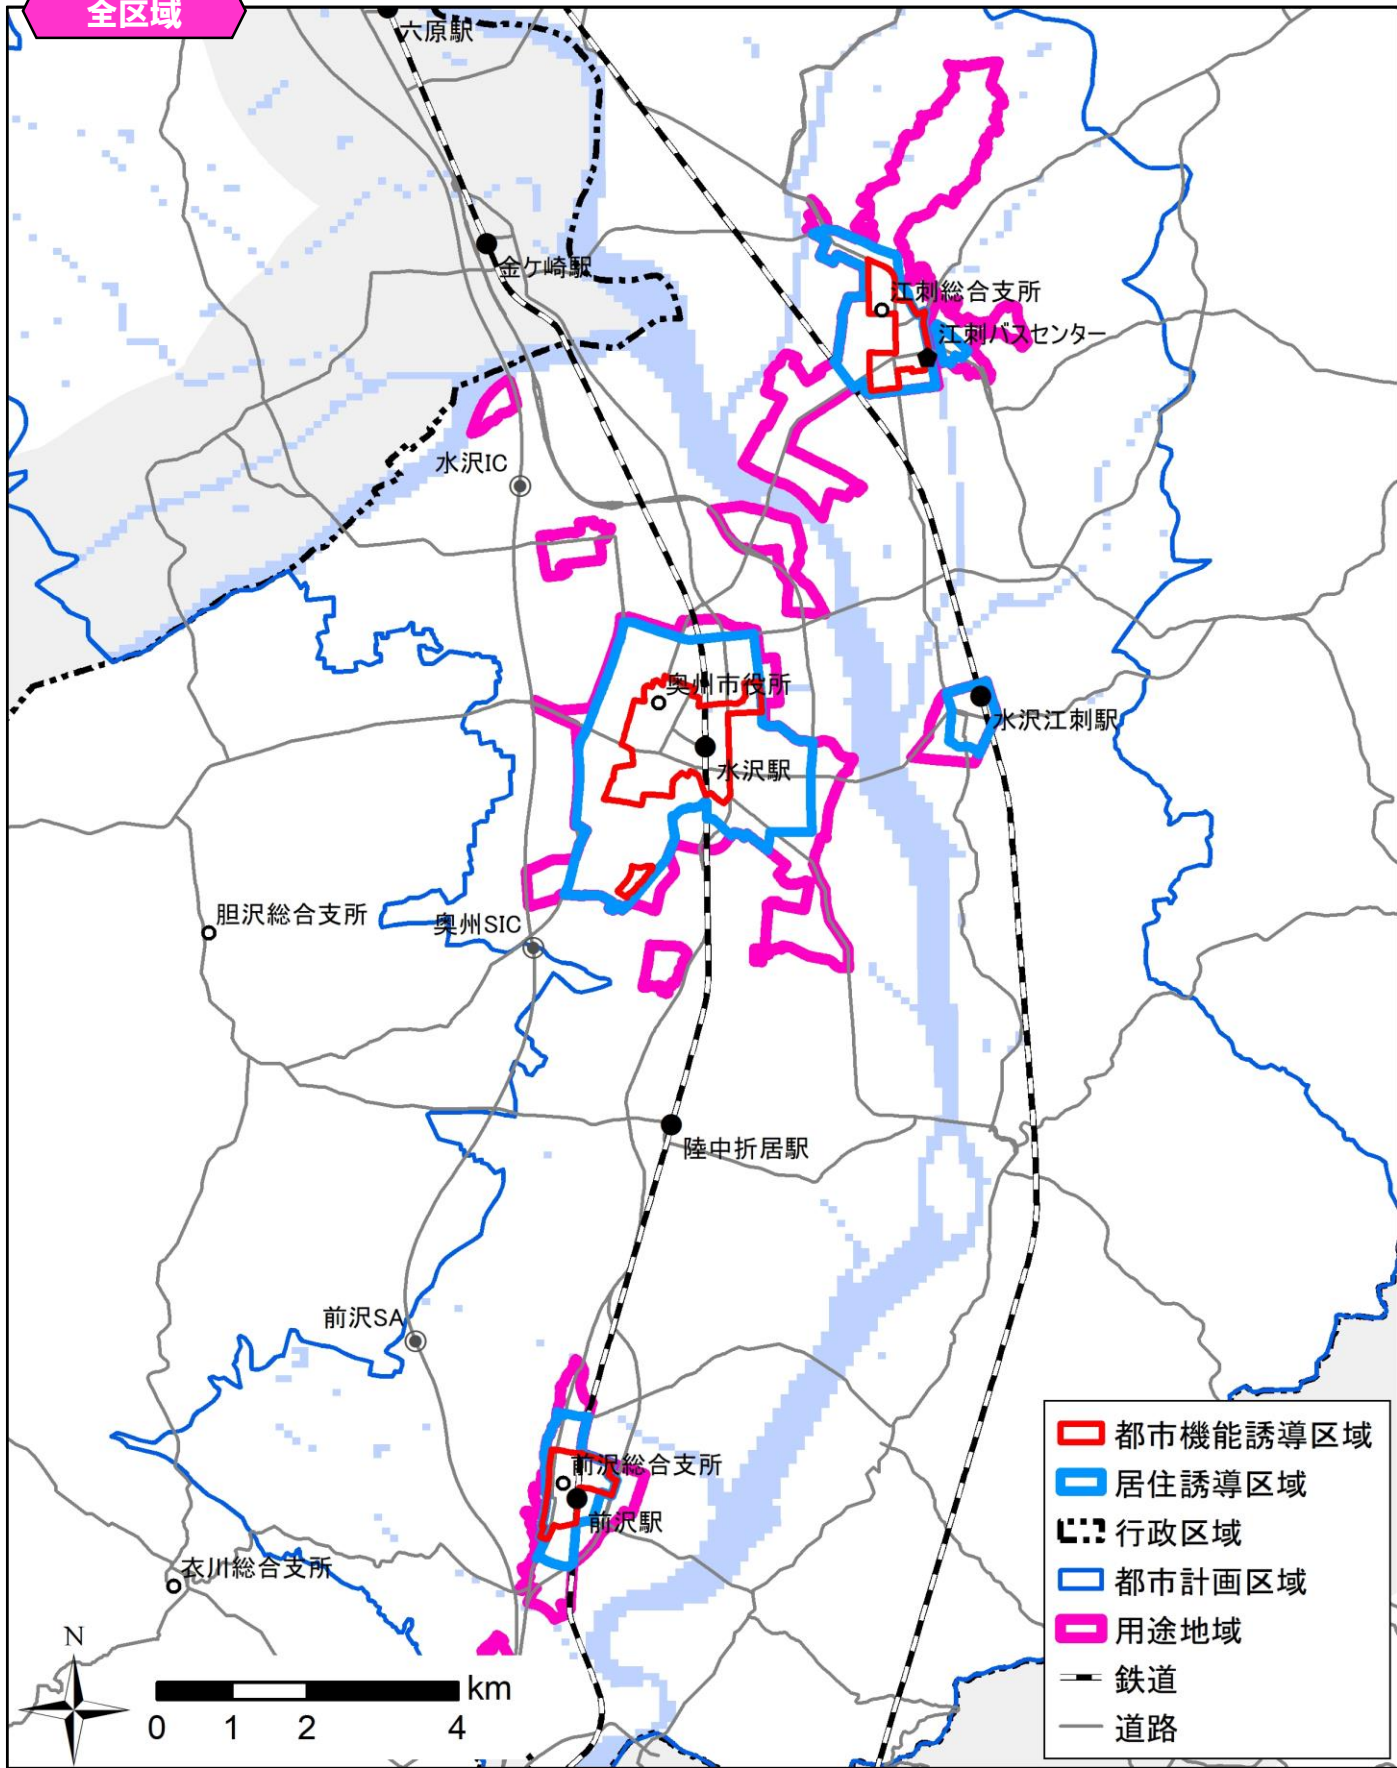 全区域
六原駅
金ケ崎駅
江刺総合支所
江刺バスセンター
水沢IC
奥州市役所
水沢江刺駅
水沢駅
胆沢総合支所
奥州SIC
陸中折居駅
前沢SA
前沢総合支所
前沢駅
衣川総合支所
都市機能誘導区域
居住誘導区域
行政区域
都市計画区域
用途地域
鉄道
道路
N
km
0 1 2 4